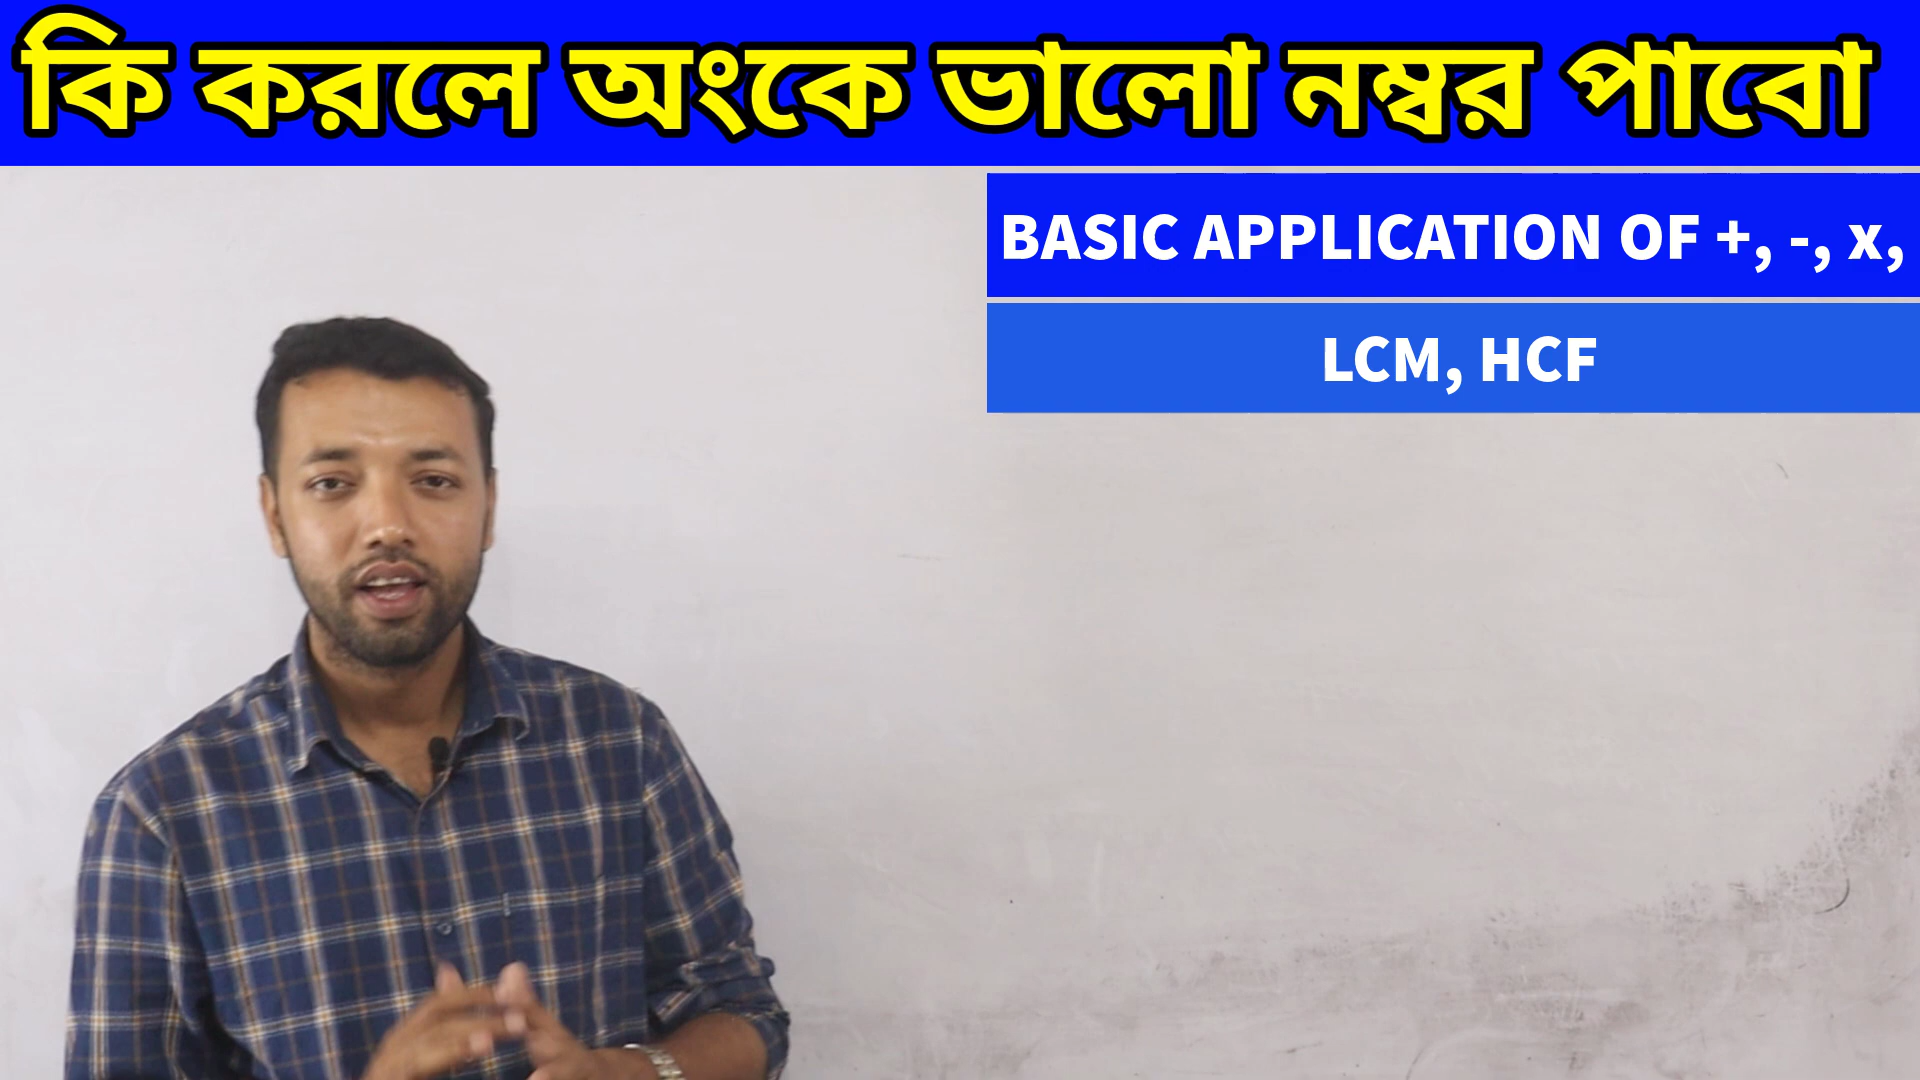 কি করলে অংকে ভালো নম্বর পাবো
BASIC APPLICATION OF +, -, x,
LCM, HCF